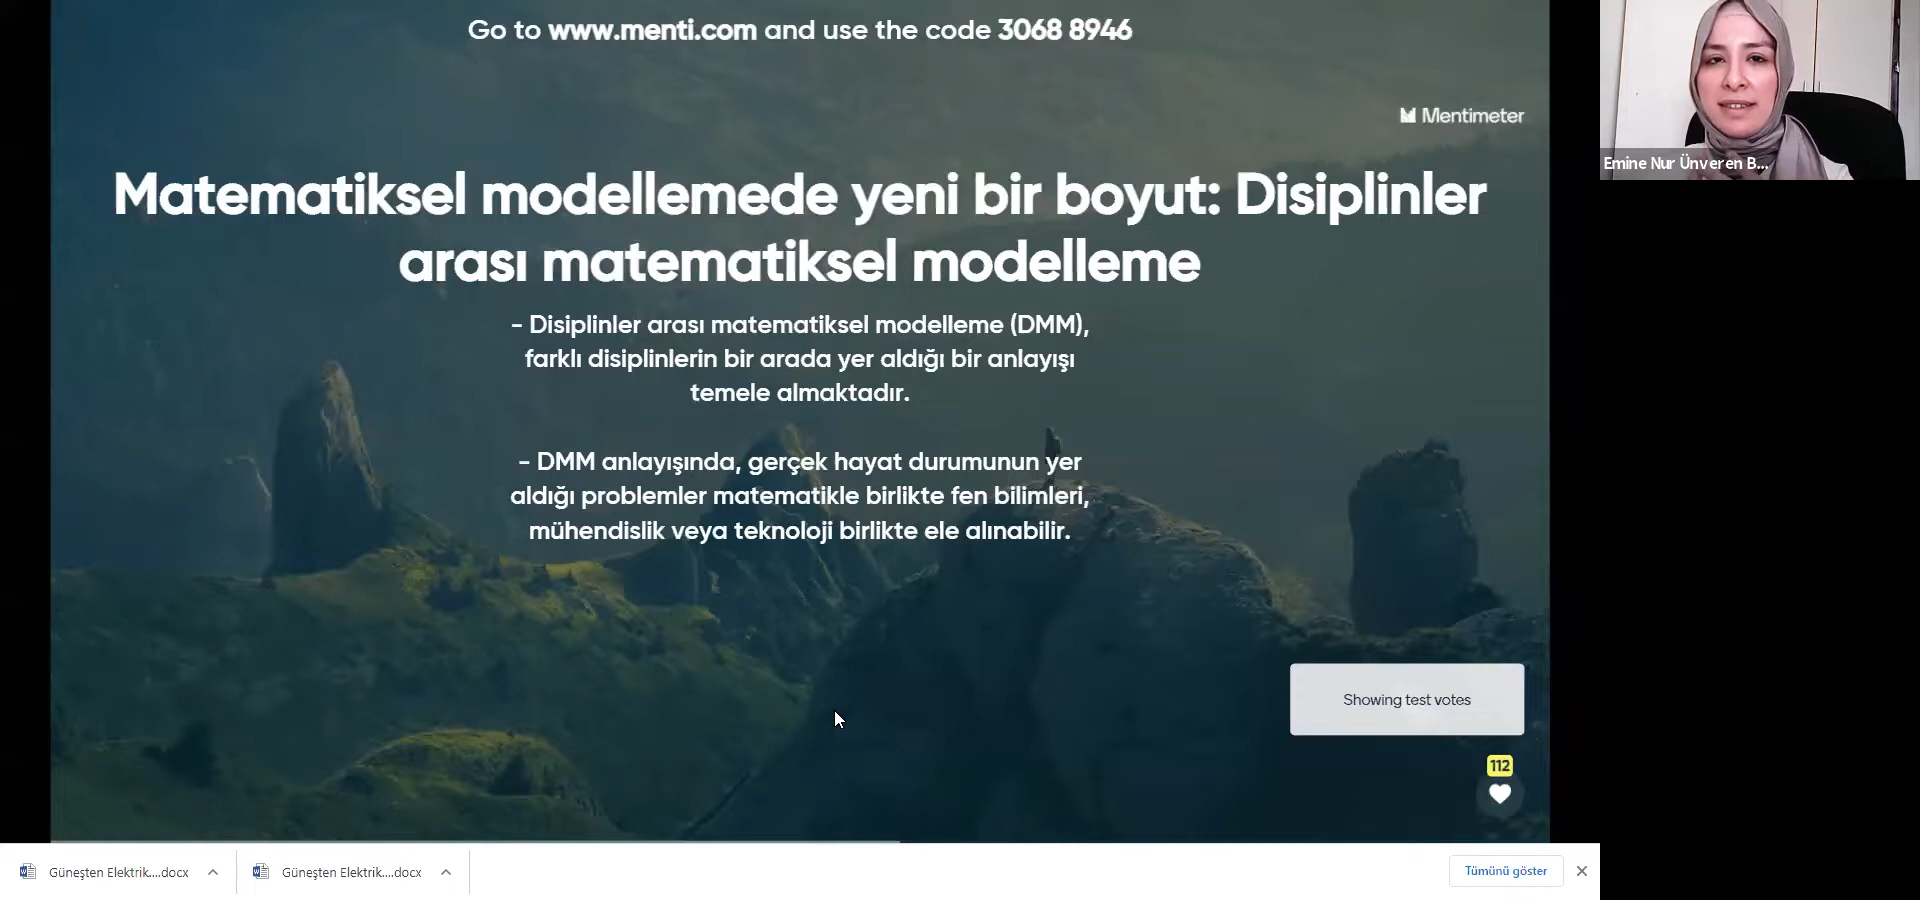 Go to www.menti.com and use the code 3068 8946
Mentimeter
Emine Nur Ünveren B...
Matematiksel modellemede yeni bir boyut: Disiplinler
arası matematiksel modelleme
- Disiplinler arası matematiksel modelleme (DMM),
farklı disiplinlerin bir arada yer aldığı bir anlayışı
temele almaktadır.
- DMM anlayışında, gerçek hayat durumunun yer
aldığı problemler matematikle birlikte fen bilimleri,
mühendislik veya teknoloji birlikte ele alınabilir.
Showing test votes
112
Güneşten Elektrik....docx
Güneşten Elektrik....docx
Tümünü göster